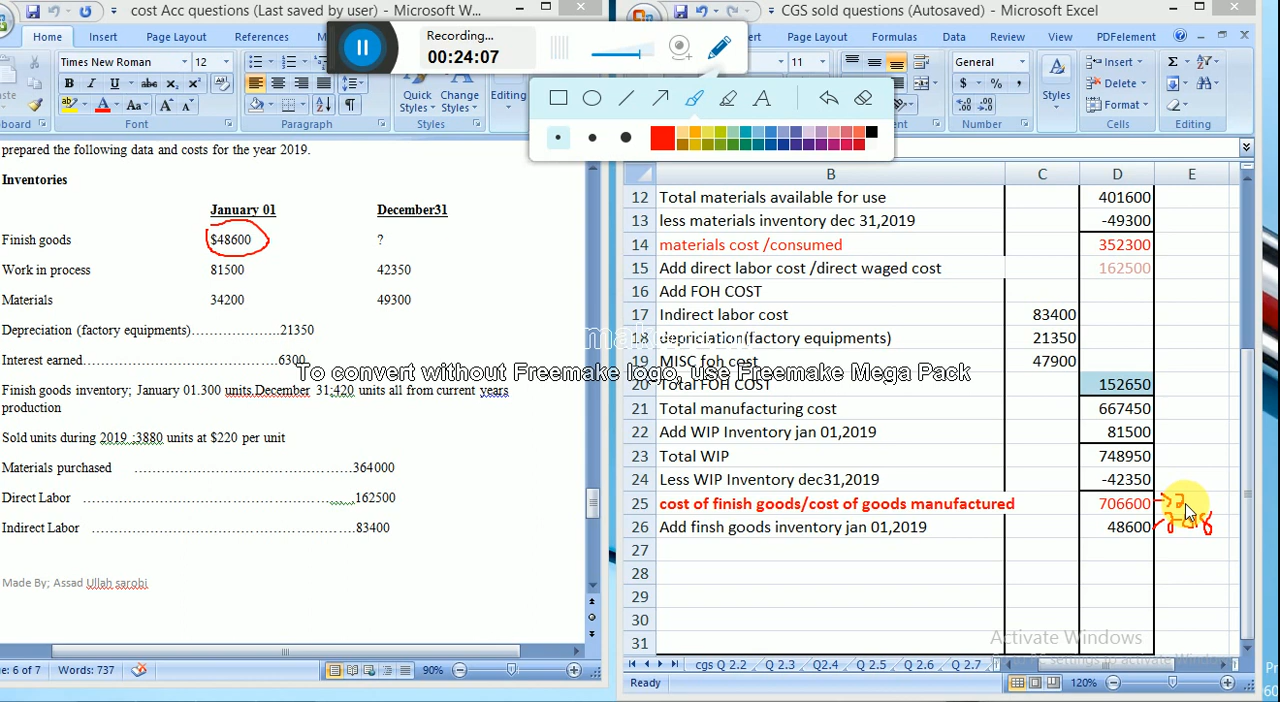 cost Acc questions (Last saved by user) - Microsoft W...
CGS sold questions (Autosaved) - Microsoft Excel
Recording...
00:24:07
Home Insert Page Layout References
Page Layout Formulas Data Review View PDFelement
Times New Roman 12
11 General
Insert
Delete
Format
Quick Styles
Change Styles
Editing
Styles
Font Paragraph Styles
Number Cells Editing
prepared the following data and costs for the year 2019.
Inventories
January 01 December31
Finish goods $48600 ?
Work in process 81500 42350
Materials 34200 49300
Depreciation (factory equipments)…………………21350
Interest earned……………………………………………6300
Finish goods inventory; January 01.300 units.December 31;420 units all from current years
production
Sold units during 2019 ;3880 units at $220 per unit
Materials purchased ……………………………………364000
Direct Labor ……………………………………………162500
Indirect Labor ……………………………………………83400
Made By; Assad Ullah sarobi
B C D E
12 Total materials available for use 401600
13 less materials inventory dec 31,2019 -49300
14 materials cost /consumed 352300
15 Add direct labor cost /direct waged cost 162500
16 Add FOH COST
17 Indirect labor cost 83400
18 depreciation(factory equipments) 21350
19 MISC foh cost 47900
20 Total FOH COST 152650
21 Total manufacturing cost 667450
22 Add WIP Inventory jan 01,2019 81500
23 Total WIP 748950
24 Less WIP Inventory dec31,2019 -42350
25 cost of finish goods/cost of goods manufactured 706600
26 Add finsh goods inventory jan 01,2019 48600
27
28
29
30
31
To convert without Freemake logo, use Freemake Mega Pack
Activate Windows
cgs Q 2.2 Q 2.3 Q2.4 Q 2.5 Q 2.6 Q 2.7
e: 6 of 7 Words: 737 90%
Ready 120%